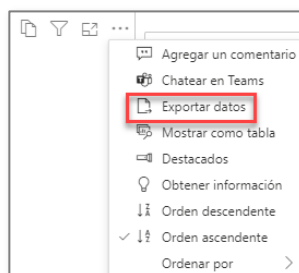 Agregar un comentario
Chatear en Teams
Exportar datos
Mostrar como tabla
Destacados
Obtener información
Orden descendente
Orden ascendente
Ordenar por